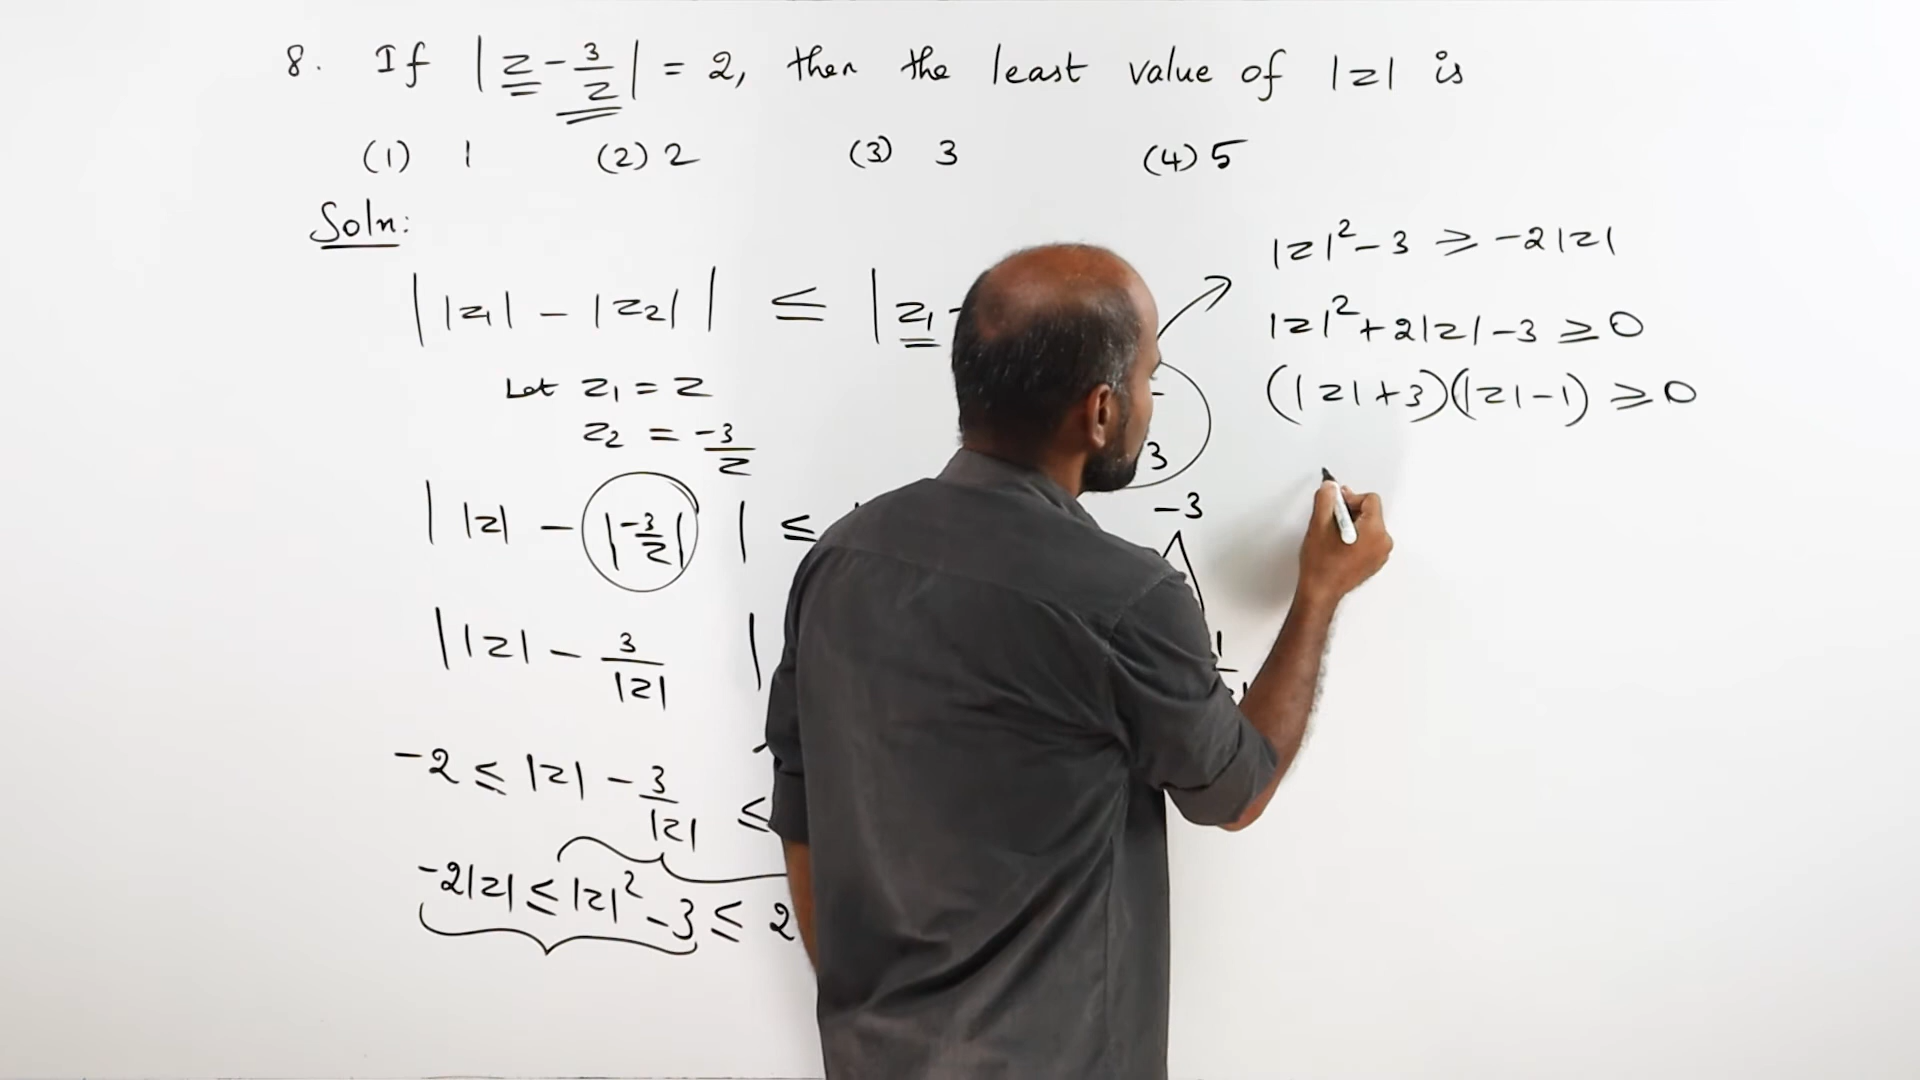 8. If |z - 3/z| = 2, then the least value of |z| is
(1) 1 (2) 2 (3) 3 (4) 5
Soln:
||z₁| - |z₂|| ≤ |z₁
Let z₁ = z
z₂ = -3/z
||z| - |-3/z|| ≤
||z| - 3/|z| |
-2 ≤ |z| - 3/|z| ≤
-2|z| ≤ |z|² - 3 ≤ 2
|z|² - 3 ≥ -2|z|
|z|² + 2|z| - 3 ≥ 0
(|z| + 3)(|z| - 1) ≥ 0
3
-3
1